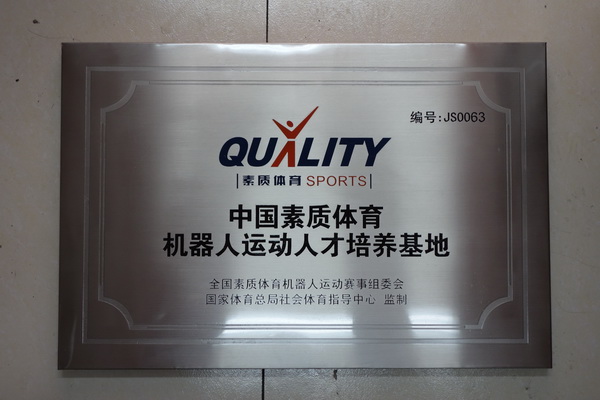 编号:JS0063
QUALITY
素质体育 SPORTS
中国素质体育
机器人运动人才培养基地
全国素质体育机器人运动赛事组委会
国家体育总局社会体育指导中心 监制